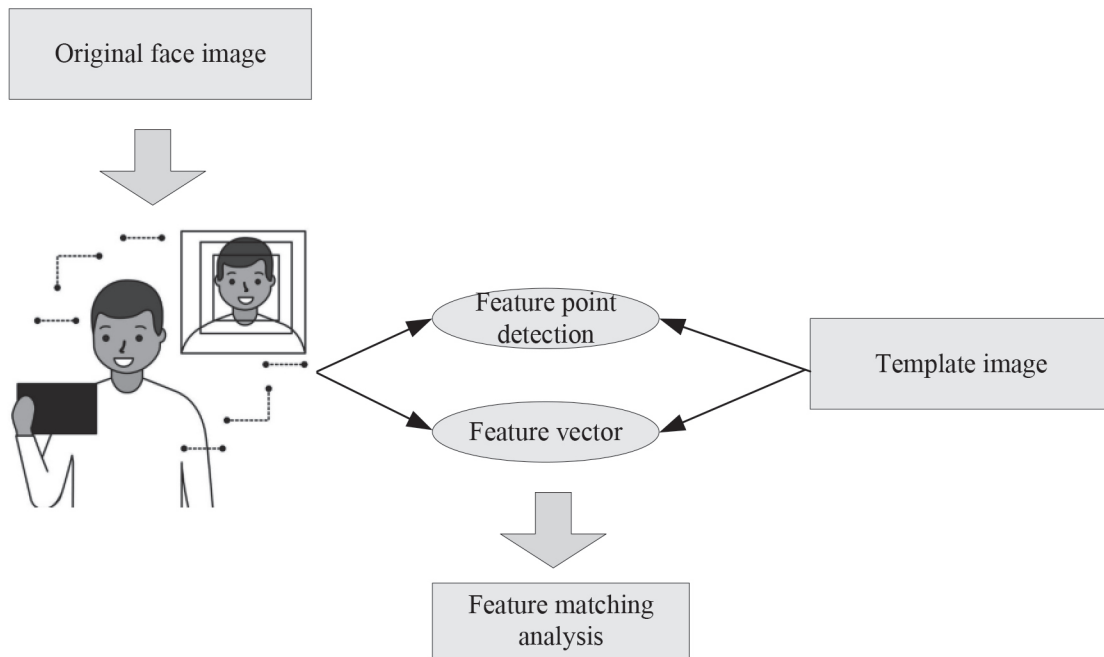 Original face image
Feature point
detection
Template image
Feature vector
Feature matching
analysis